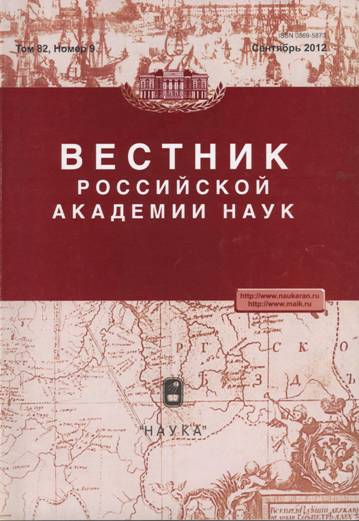 ISSN 0869-5873
Том 82, Номер 9
Сентябрь 2012
ВЕСТНИК
РОССИЙСКОЙ
АКАДЕМИИ НАУК
http://www.naukaran.ru
http://www.maik.ru
"НАУКА"